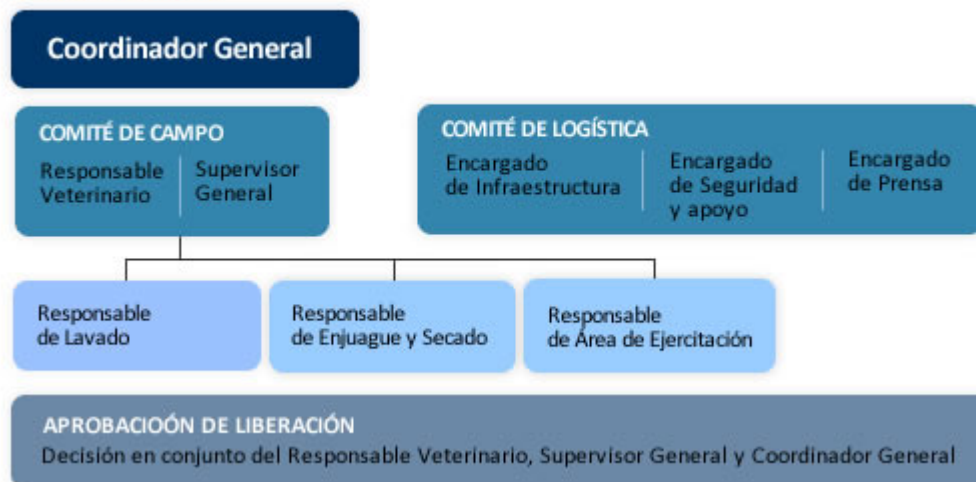 Coordinador General
COMITÉ DE CAMPO
Responsable
Veterinario
Supervisor
General
COMITÉ DE LOGÍSTICA
Encargado
de Infraestructura
Encargado
de Seguridad
y apoyo
Encargado
de Prensa
Responsable
de Lavado
Responsable
de Enjuague y Secado
Responsable
de Área de Ejercitación
APROBACIOÓN DE LIBERACIÓN
Decisión en conjunto del Responsable Veterinario, Supervisor General y Coordinador General